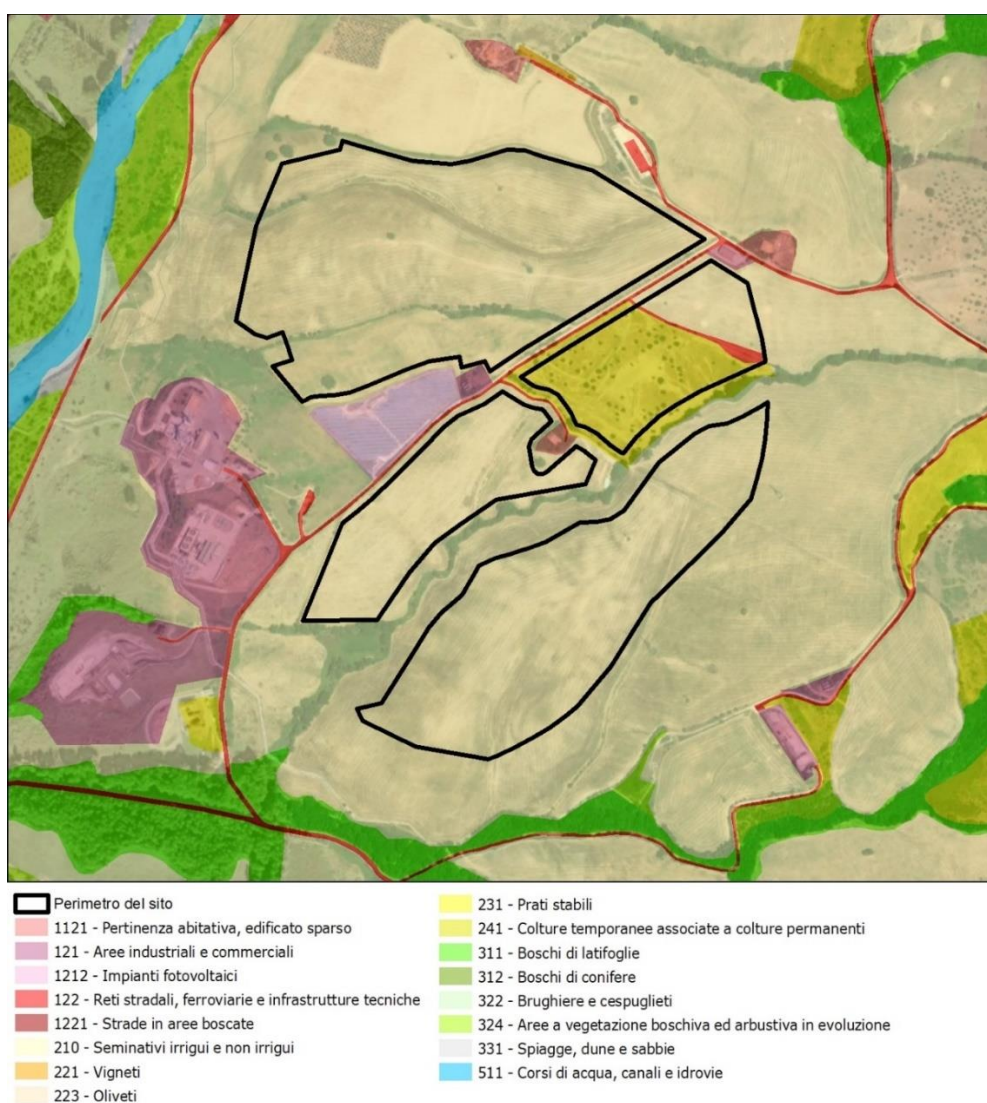 Perimetro del sito
1121 - Pertinenza abitativa, edificato sparso
121 - Aree industriali e commerciali
1212 - Impianti fotovoltaici
122 - Reti stradali, ferroviarie e infrastrutture tecniche
1221 - Strade in aree boscate
210 - Seminativi irrigui e non irrigui
221 - Vigneti
223 - Oliveti
231 - Prati stabili
241 - Colture temporanee associate a colture permanenti
311 - Boschi di latifoglie
312 - Boschi di conifere
322 - Brughiere e cespuglieti
324 - Aree a vegetazione boschiva ed arbustiva in evoluzione
331 - Spiagge, dune e sabbie
511 - Corsi di acqua, canali e idrovie